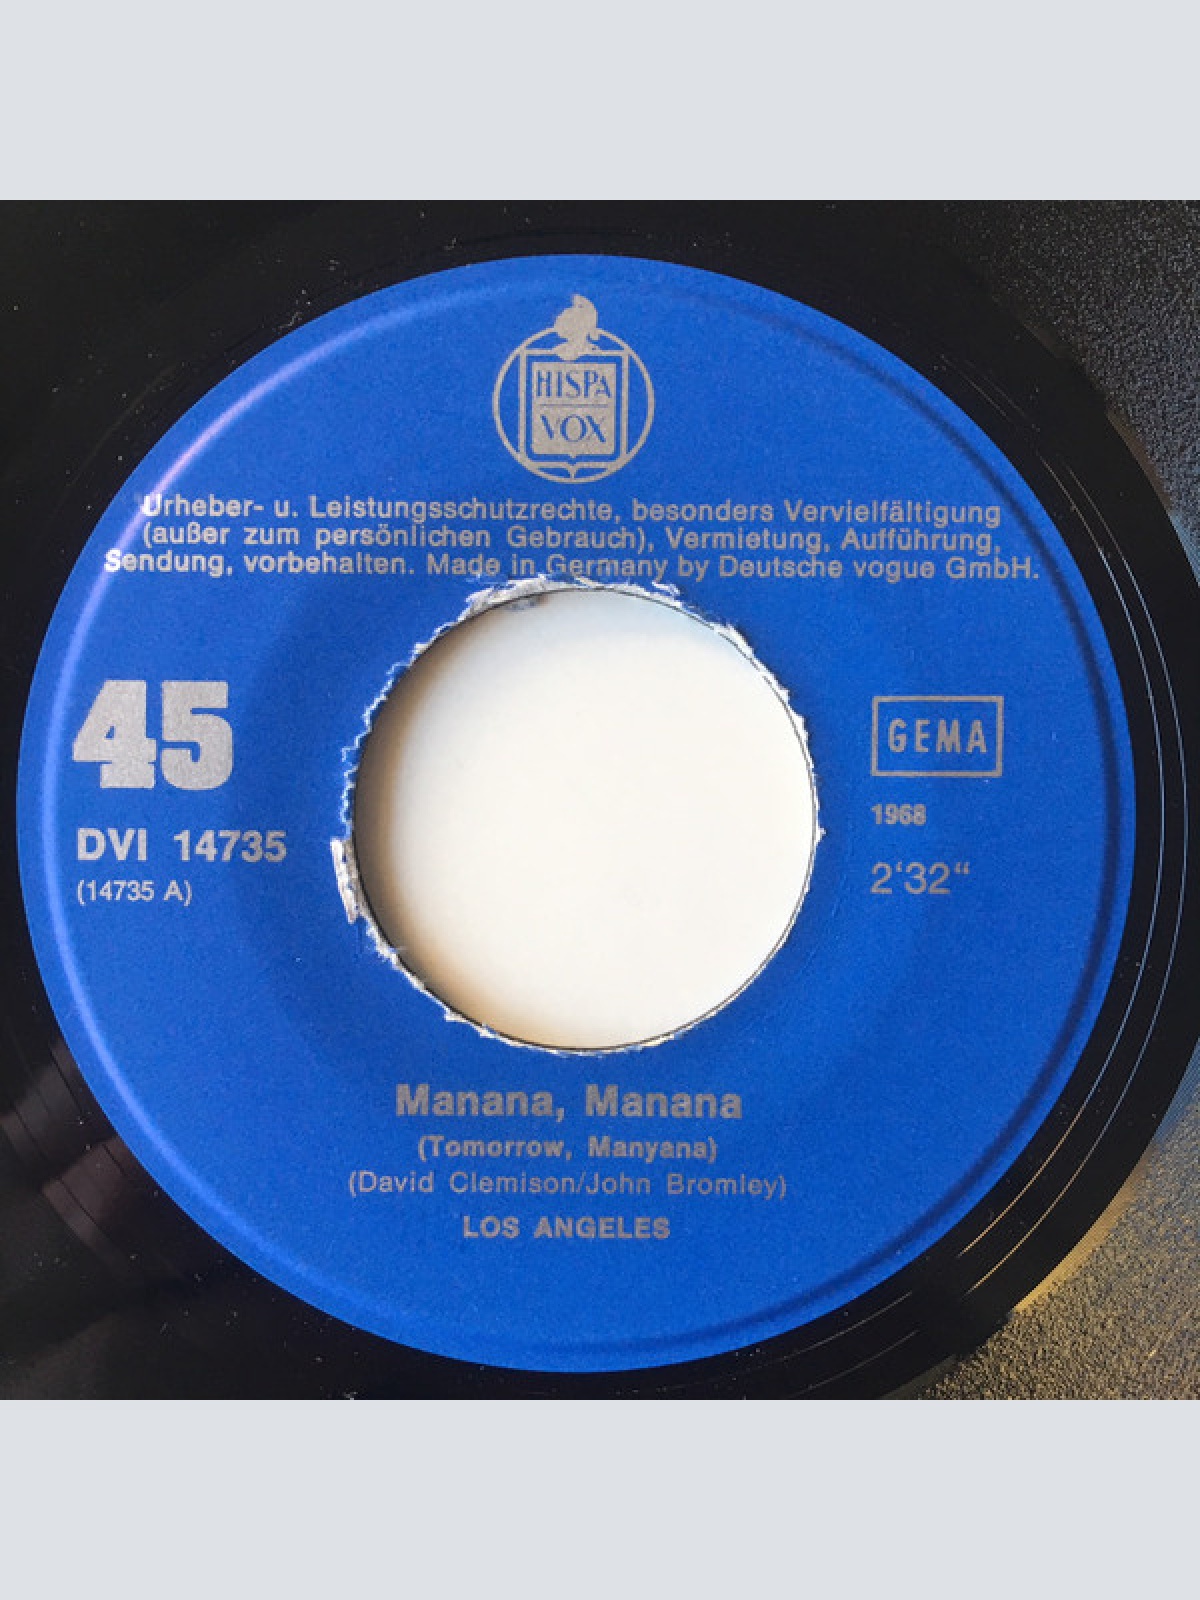 HISPA
VOX
Urheber- u. Leistungsschutzrechte, besonders Vervielfältigung
(außer zum persönlichen Gebrauch), Vermietung, Aufführung,
Sendung, vorbehalten. Made in Germany by Deutsche vogue GmbH.
45
GEMA
DVI 14735
1968
(14735 A)
2'32"
Manana, Manana
(Tomorrow, Manyana)
(David Clemison/John Bromley)
LOS ANGELES